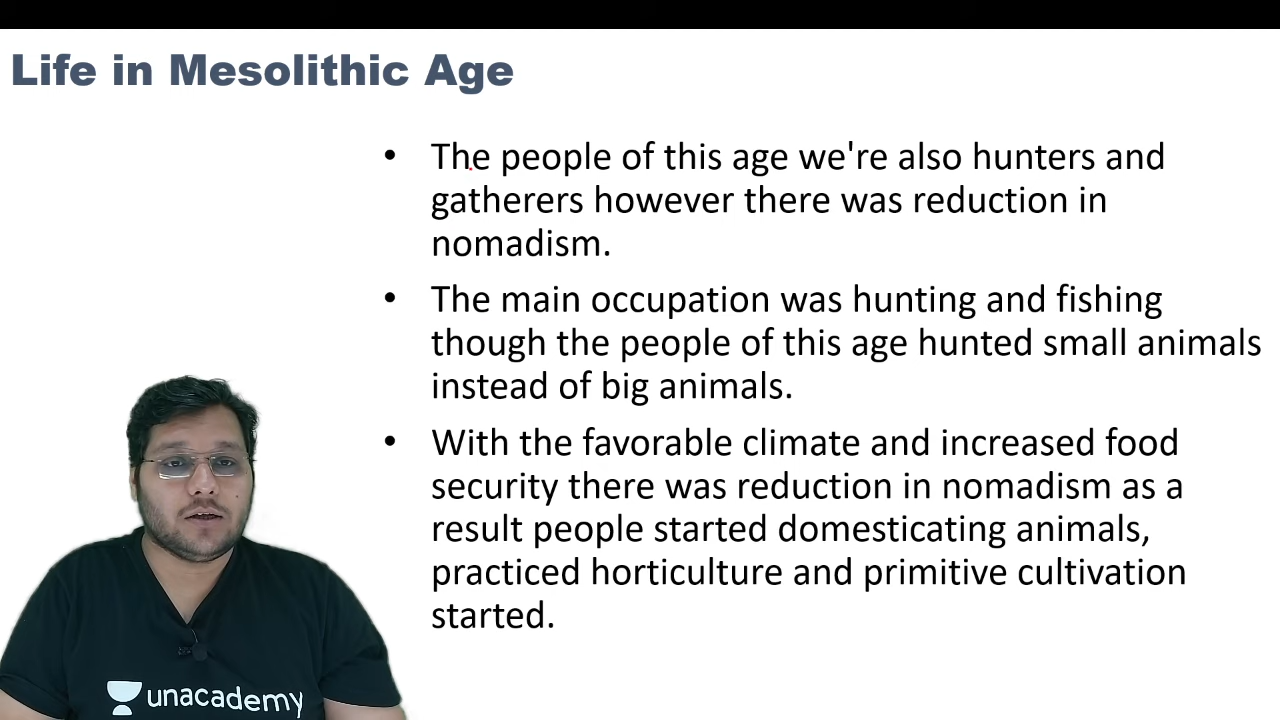 Life in Mesolithic Age
• The people of this age we're also hunters and
gatherers however there was reduction in
nomadism.
• The main occupation was hunting and fishing
though the people of this age hunted small animals
instead of big animals.
• With the favorable climate and increased food
security there was reduction in nomadism as a
result people started domesticating animals,
practiced horticulture and primitive cultivation
started.
unacademy